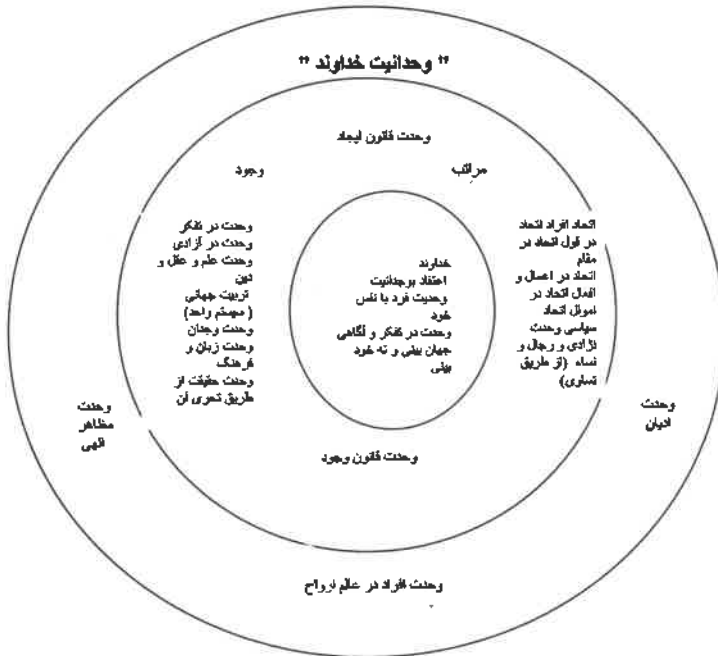 " وحدانیت خداوند "
وحدت قانون ایجاد
مراتب
وجود
اتحاد افراد اتحاد
در قول اتحاد در
مقام
اتحاد در اعمال و
افعال اتحاد در
اموال اتحاد
سیاسی وحدت
نژادی و رجال و
نساء (از طریق
تساوی)
خداوند
اعتقاد بوحدانیت
وحدیت فرد با نفس
خود
وحدت در تفکر و آگاهی
جهان بینی و نه خود
بینی
وحدت در تفکر
وحدت در آزادی
وحدت علم و عقل و
دین
تربیت جهانی
(سیستم واحد)
وحدت وجدان
وحدت زبان و
فرهنگ
وحدت حقیقت از
طریق تحری آن
وحدت
ادیان
وحدت
مظاهر
الهی
وحدت قانون وجود
وحدت افراد در عالم ارواح